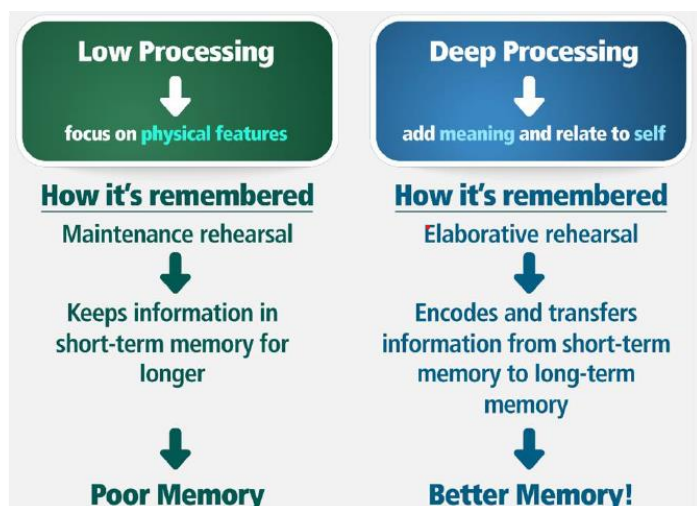 Low Processing
focus on physical features
How it's remembered
Maintenance rehearsal
Keeps information in
short-term memory for
longer
Poor Memory
Deep Processing
add meaning and relate to self
How it's remembered
Elaborative rehearsal
Encodes and transfers
information from short-term
memory to long-term
memory
Better Memory!